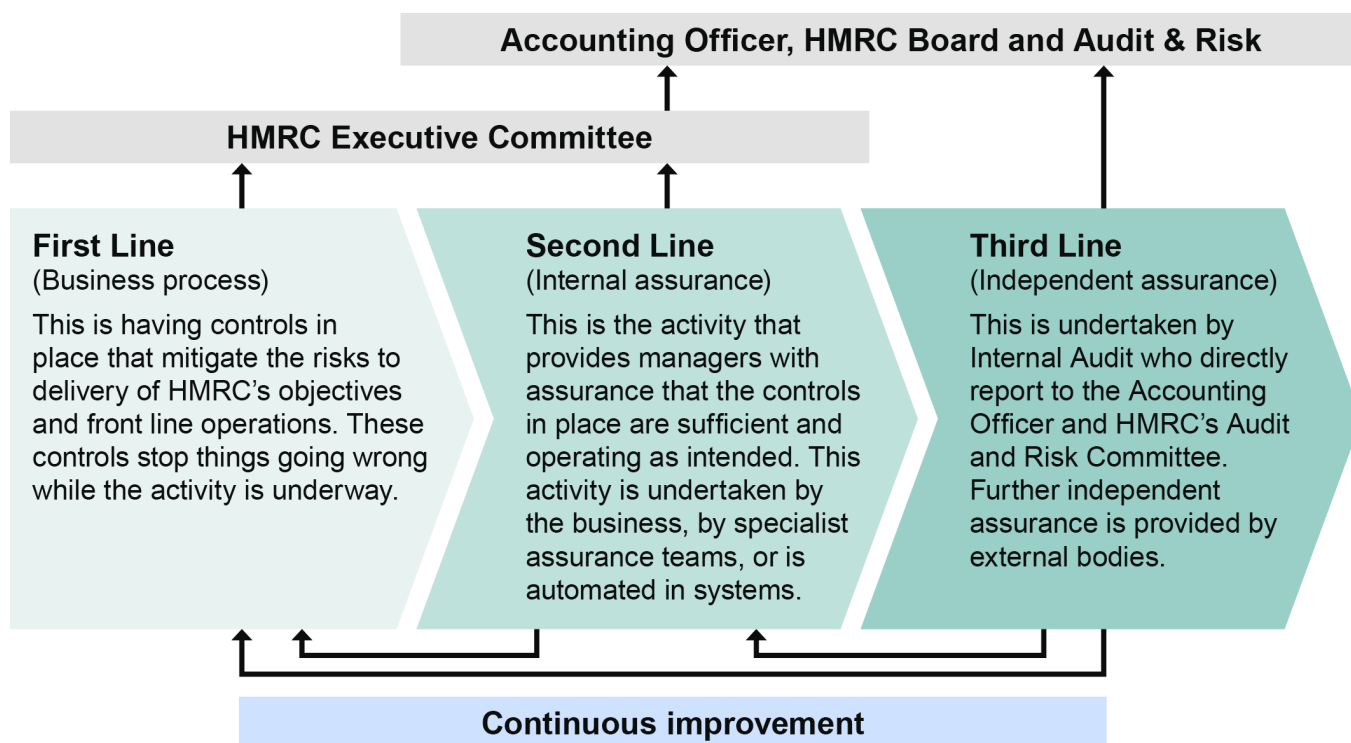 Accounting Officer, HMRC Board and Audit & Risk
HMRC Executive Committee
First Line
(Business process)
This is having controls in
place that mitigate the risks to
delivery of HMRC’s objectives
and front line operations. These
controls stop things going wrong
while the activity is underway.
Second Line
(Internal assurance)
This is the activity that
provides managers with
assurance that the controls
in place are sufficient and
operating as intended. This
activity is undertaken by
the business, by specialist
assurance teams, or is
automated in systems.
Third Line
(Independent assurance)
This is undertaken by
Internal Audit who directly
report to the Accounting
Officer and HMRC’s Audit
and Risk Committee.
Further independent
assurance is provided by
external bodies.
Continuous improvement